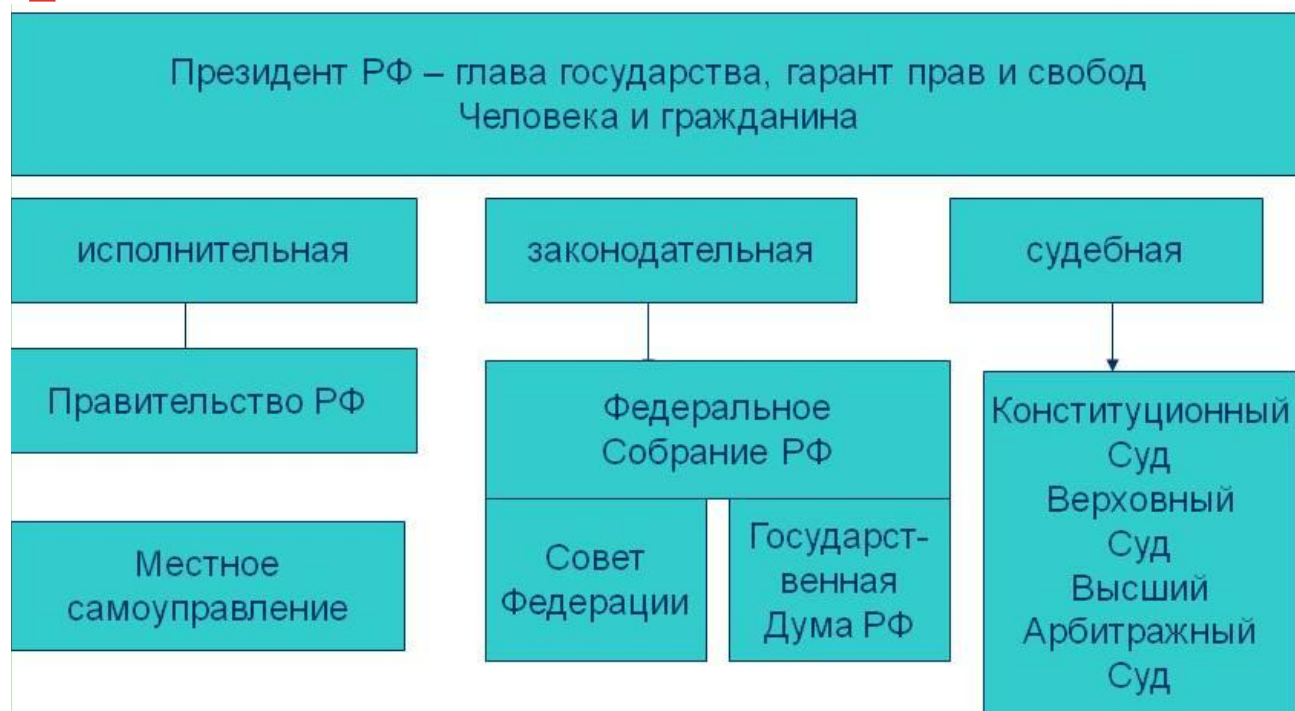 Президент РФ – глава государства, гарант прав и свобод
Человека и гражданина
исполнительная
законодательная
судебная
Правительство РФ
Федеральное
Собрание РФ
Конституционный
Суд
Верховный
Суд
Высший
Арбитражный
Суд
Местное
самоуправление
Совет
Федерации
Государст-
венная
Дума РФ